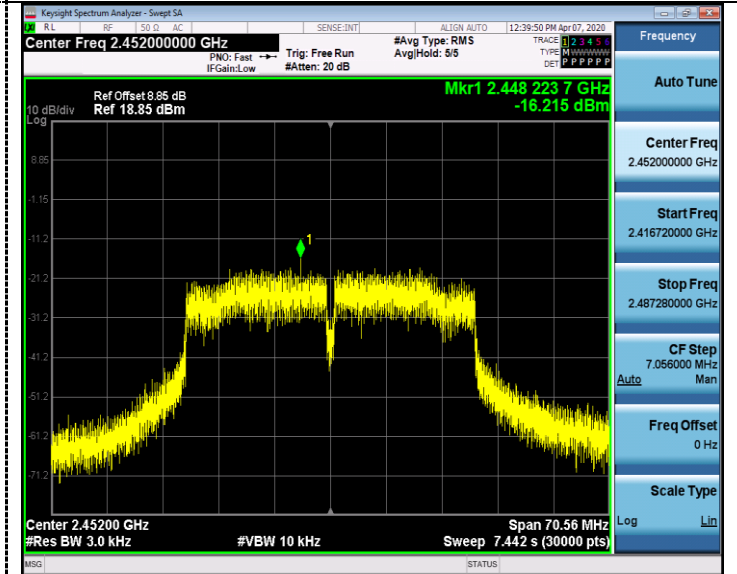 Keysight Spectrum Analyzer - Swept SA
RL RF 50 Ω AC SENSE:INT ALIGN AUTO 12:39:50 PM Apr 07, 2020
Center Freq 2.452000000 GHz
PNO: Fast
IFGain:Low
Trig: Free Run
#Atten: 20 dB
#Avg Type: RMS
Avg|Hold: 5/5
TRACE 1 2 3 4 5 6
TYPE M WWWWW
DET P P P P P P
Ref Offset 8.85 dB
10 dB/div Ref 18.85 dBm
Log
Mkr1 2.448 223 7 GHz
-16.215 dBm
8.85
-1.15
-11.2
-21.2
-31.2
-41.2
-51.2
-61.2
-71.2
1
Center 2.45200 GHz
#Res BW 3.0 kHz
#VBW 10 kHz
Span 70.56 MHz
Sweep 7.442 s (30000 pts)
MSG
STATUS
Frequency
Auto Tune
Center Freq
2.452000000 GHz
Start Freq
2.416720000 GHz
Stop Freq
2.487280000 GHz
CF Step
7.056000 MHz
Auto Man
Freq Offset
0 Hz
Scale Type
Log Lin